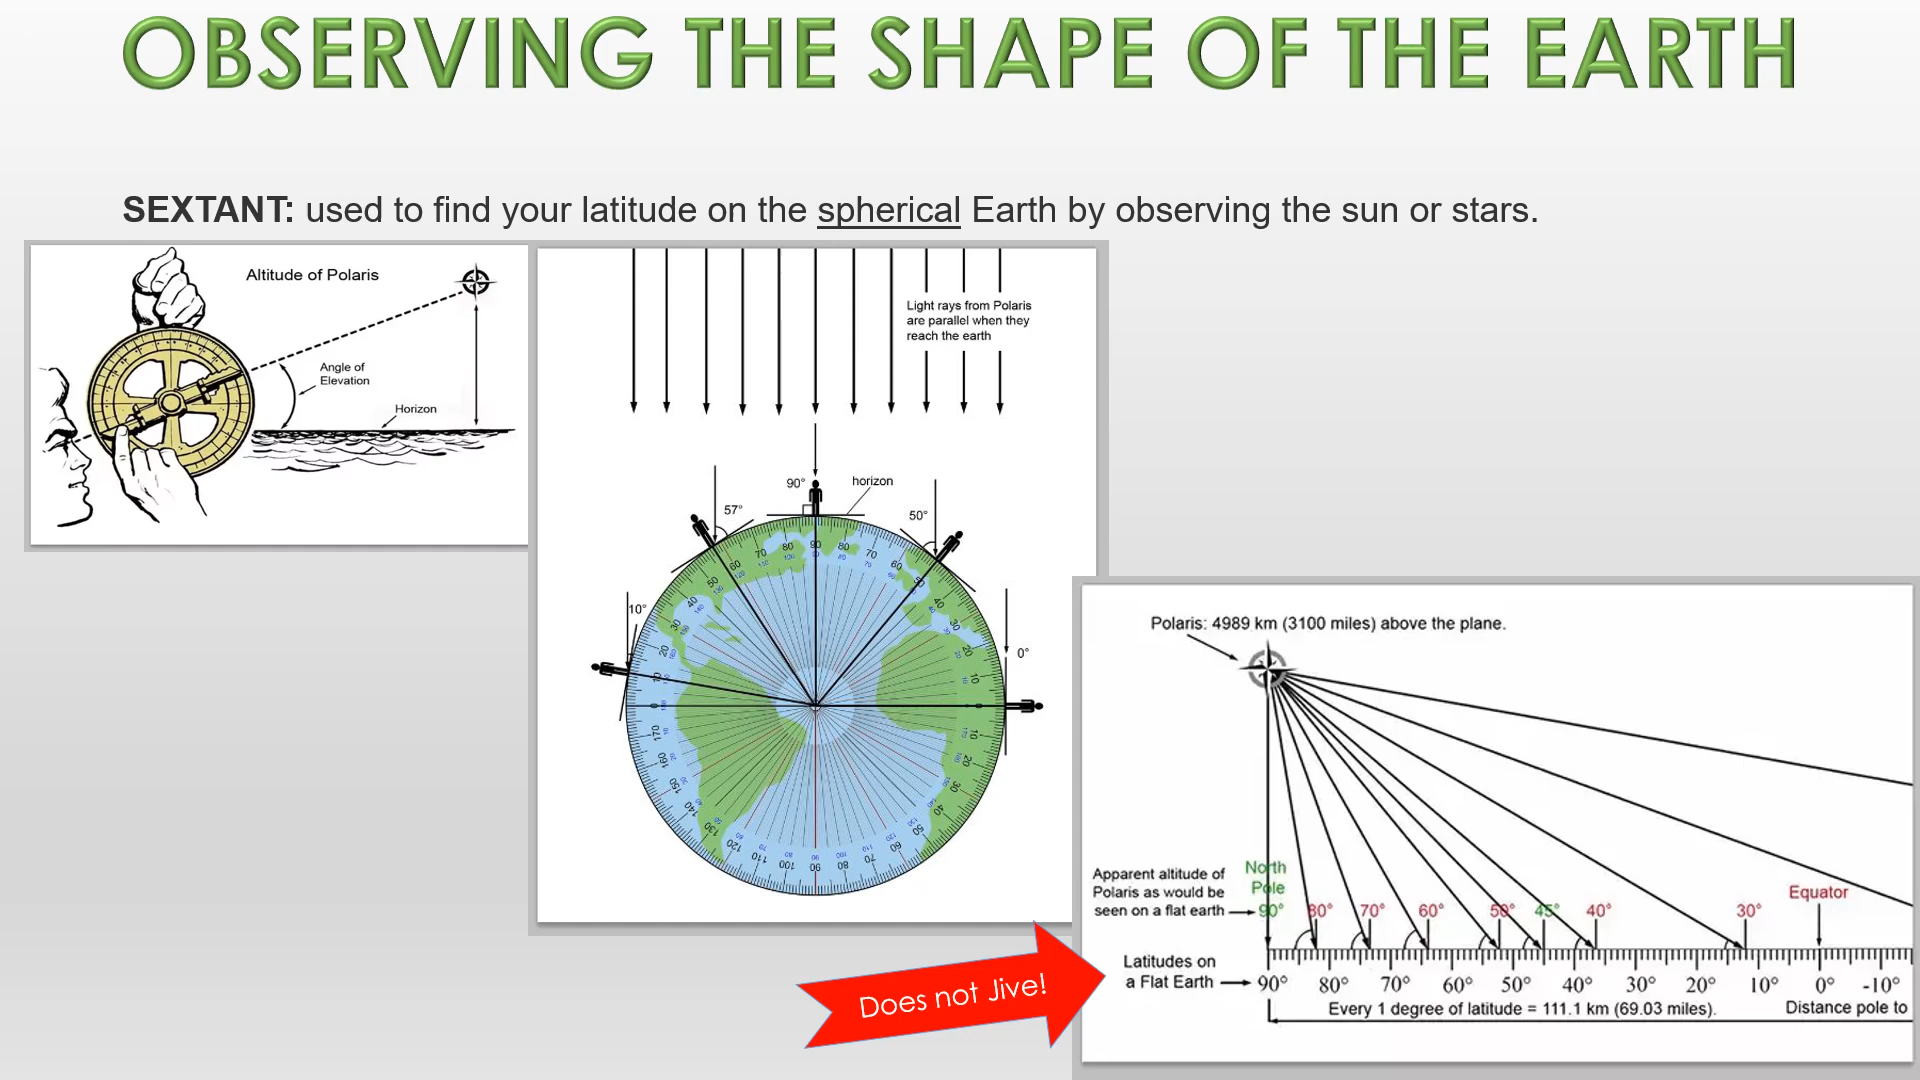 OBSERVING THE SHAPE OF THE EARTH
SEXTANT: used to find your latitude on the spherical Earth by observing the sun or stars.
Altitude of Polaris
Angle of
Elevation
Horizon
Light rays from Polaris
are parallel when they
reach the earth
90°
horizon
57°
50°
10°
0°
Polaris: 4989 km (3100 miles) above the plane.
Apparent altitude of
Polaris as would be
seen on a flat earth
North
Pole
90° 80° 70° 60° 50° 45° 40° 30°
Equator
Latitudes on
a Flat Earth
90° 80° 70° 60° 50° 40° 30° 20° 10° 0° -10°
Every 1 degree of latitude = 111.1 km (69.03 miles).
Distance pole to
Does not Jive!